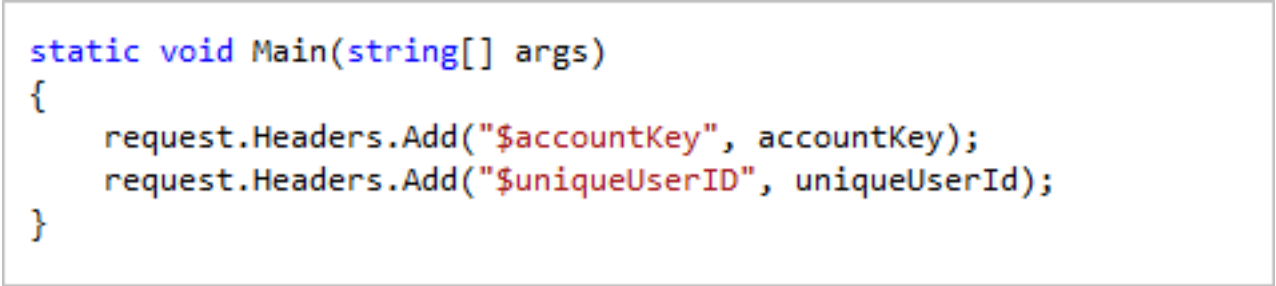 static void Main(string[] args)
{
    request.Headers.Add("$accountKey", accountKey);
    request.Headers.Add("$uniqueUserID", uniqueUserId);
}